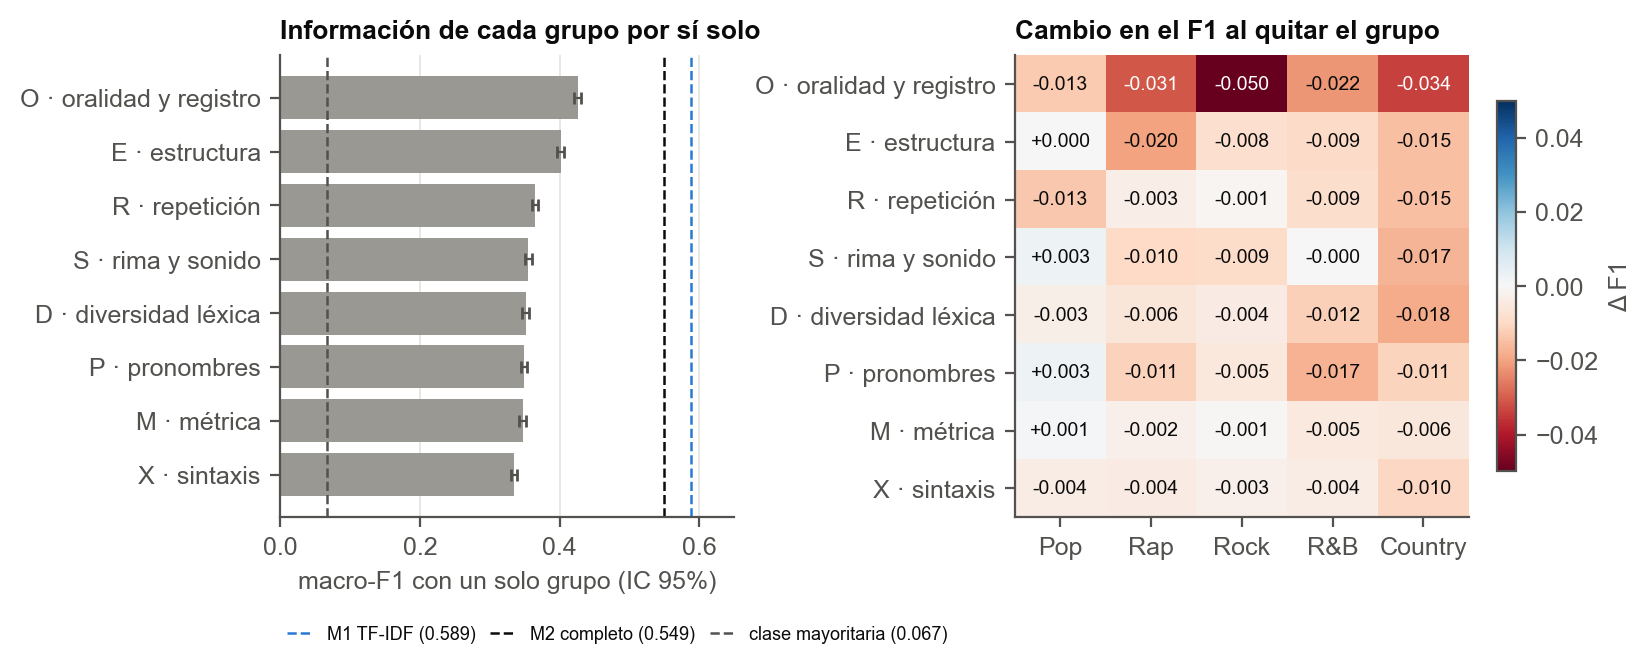 Información de cada grupo por sí solo
O · oralidad y registro
E · estructura
R · repetición
S · rima y sonido
D · diversidad léxica
P · pronombres
M · métrica
X · sintaxis
0.0 0.2 0.4 0.6
macro-F1 con un solo grupo (IC 95%)
M1 TF-IDF (0.589) M2 completo (0.549) clase mayoritaria (0.067)
Cambio en el F1 al quitar el grupo
O · oralidad y registro -0.013 -0.031 -0.050 -0.022 -0.034
E · estructura +0.000 -0.020 -0.008 -0.009 -0.015
R · repetición -0.013 -0.003 -0.001 -0.009 -0.015
S · rima y sonido +0.003 -0.010 -0.009 -0.000 -0.017
D · diversidad léxica -0.003 -0.006 -0.004 -0.012 -0.018
P · pronombres +0.003 -0.011 -0.005 -0.017 -0.011
M · métrica +0.001 -0.002 -0.001 -0.005 -0.006
X · sintaxis -0.004 -0.004 -0.003 -0.004 -0.010
Pop Rap Rock R&B Country
0.04
0.02
0.00
−0.02
−0.04
Δ F1